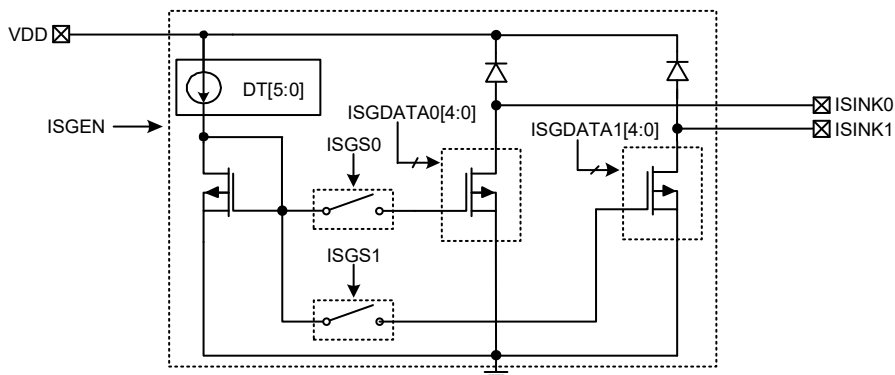 VDD
DT[5:0]
ISGDATA0[4:0]
ISINK0
ISGEN
ISGDATA1[4:0]
ISINK1
ISGS0
ISGS1